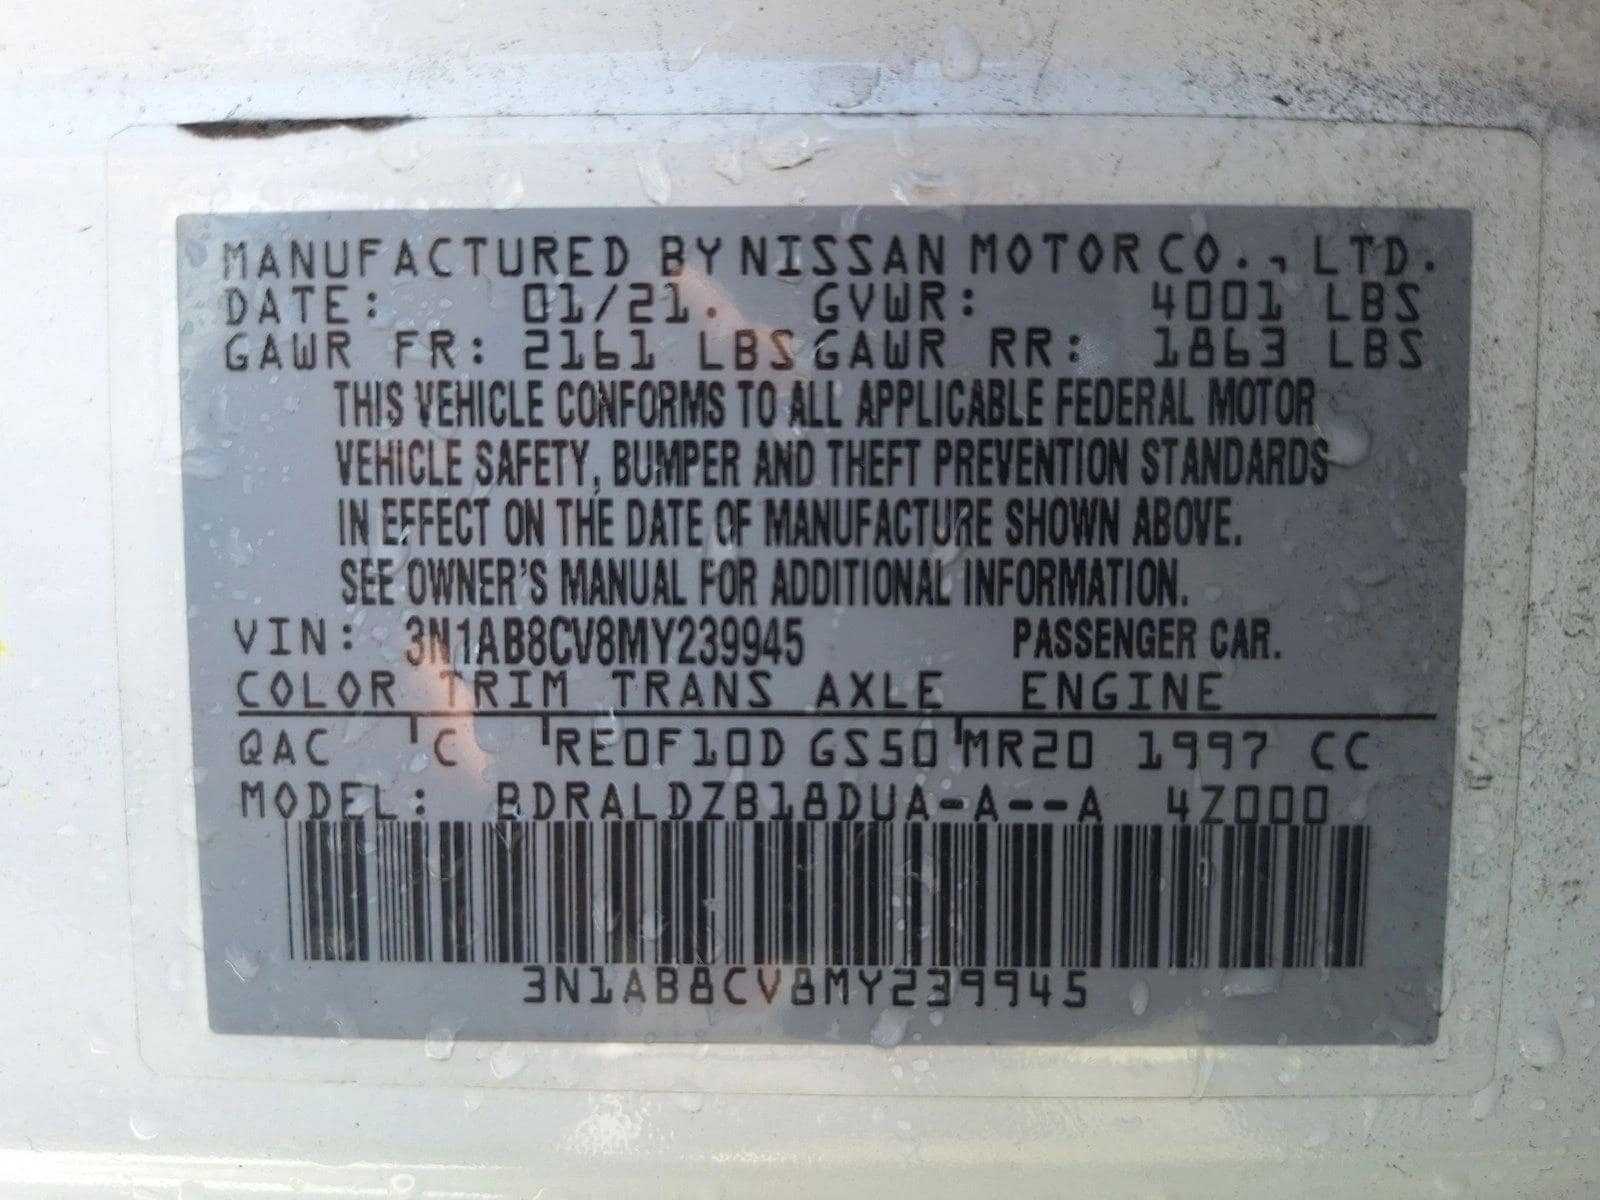 MANUFACTURED BY NISSAN MOTOR CO., LTD.
DATE: 01/21. GVWR: 4001 LBS
GAWR FR: 2161 LBS GAWR RR: 1863 LBS
THIS VEHICLE CONFORMS TO ALL APPLICABLE FEDERAL MOTOR
VEHICLE SAFETY, BUMPER AND THEFT PREVENTION STANDARDS
IN EFFECT ON THE DATE OF MANUFACTURE SHOWN ABOVE.
SEE OWNER'S MANUAL FOR ADDITIONAL INFORMATION.
VIN: 3N1AB8CV8MY239945 PASSENGER CAR.
COLOR TRIM TRANS AXLE ENGINE
QAC C RE0F10D GS50 MR20 1997 CC
MODEL: BDRALDZB18DUA-A--A 4Z000
3N1AB8CV8MY239945